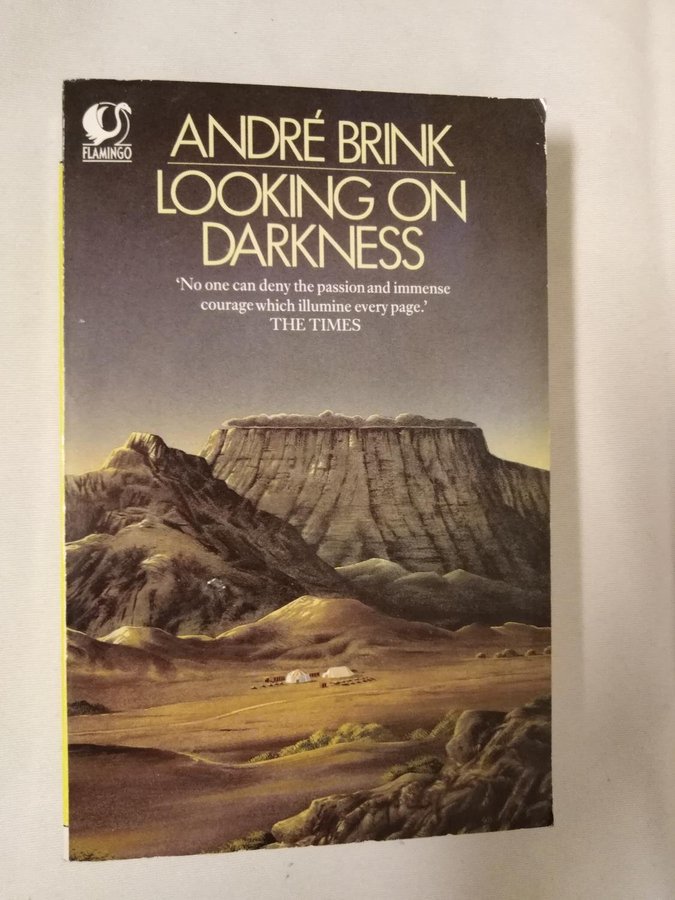 FLAMINGO
ANDRÉ BRINK
LOOKING ON
DARKNESS
‘No one can deny the passion and immense
courage which illumine every page.’
THE TIMES